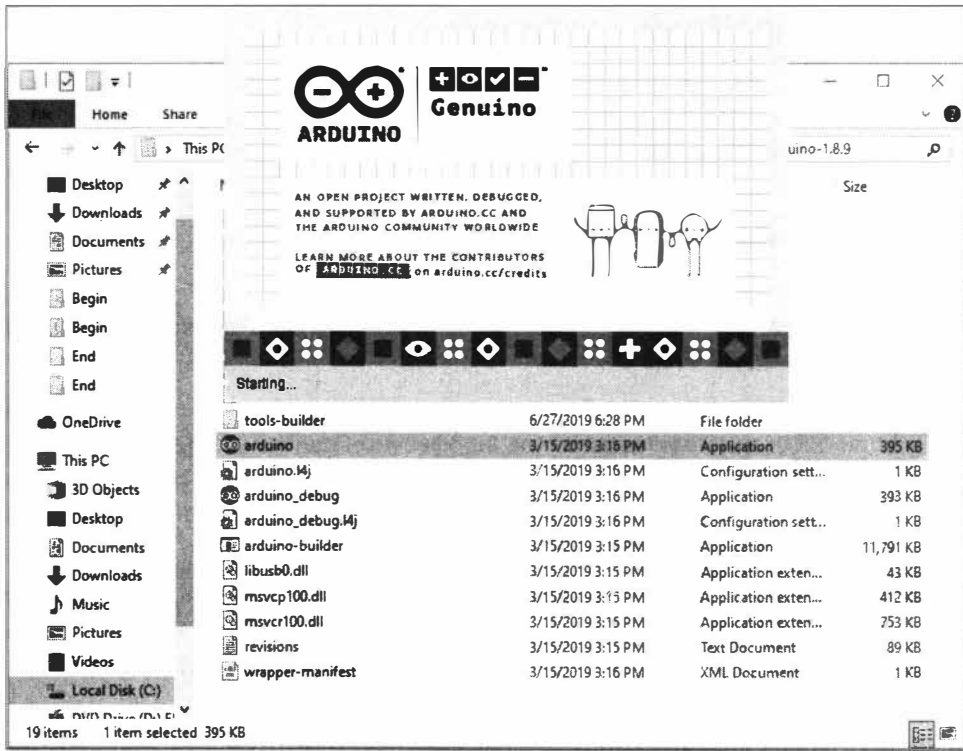 ARDUINO
Genuino
File Home Share
This PC
uino-1.8.9
Size
AN OPEN PROJECT WRITTEN, DEBUGGED,
AND SUPPORTED BY ARDUINO.CC AND
THE ARDUINO COMMUNITY WORLDWIDE
LEARN MORE ABOUT THE CONTRIBUTORS
OF ARDUINO.CC on arduino.cc/credits
Starting...
Desktop
Downloads
Documents
Pictures
Begin
Begin
End
End
OneDrive
This PC
3D Objects
Desktop
Documents
Downloads
Music
Pictures
Videos
Local Disk (C:)
tools-builder 6/27/2019 6:28 PM File folder
arduino 3/15/2019 3:16 PM Application 395 KB
arduino.l4j 3/15/2019 3:16 PM Configuration sett... 1 KB
arduino_debug 3/15/2019 3:16 PM Application 393 KB
arduino_debug.l4j 3/15/2019 3:16 PM Configuration sett... 1 KB
arduino-builder 3/15/2019 3:15 PM Application 11,791 KB
libusb0.dll 3/15/2019 3:15 PM Application exten... 43 KB
msvcp100.dll 3/15/2019 3:15 PM Application exten... 412 KB
msvcr100.dll 3/15/2019 3:15 PM Application exten... 753 KB
revisions 3/15/2019 3:15 PM Text Document 89 KB
wrapper-manifest 3/15/2019 3:16 PM XML Document 1 KB
19 items 1 item selected 395 KB